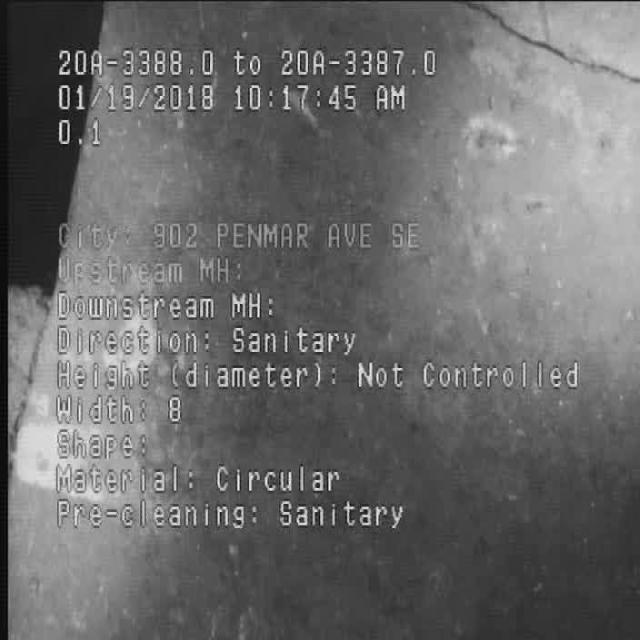 20A-3388.0 to 20A-3387.0
01/19/2018 10:17:45 AM
0.1
City: 902 PENMAR AVE SE
Upstream MH:
Downstream MH:
Direction: Sanitary
Height (diameter): Not Controlled
Width: 8
Shape:
Material: Circular
Pre-cleaning: Sanitary